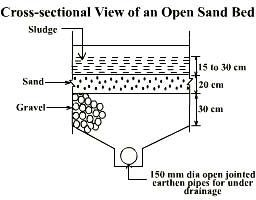 Cross-sectional View of an Open Sand Bed
Sludge
15 to 30 cm
Sand
20 cm
Gravel
30 cm
150 mm dia open jointed
earthen pipes for under
drainage